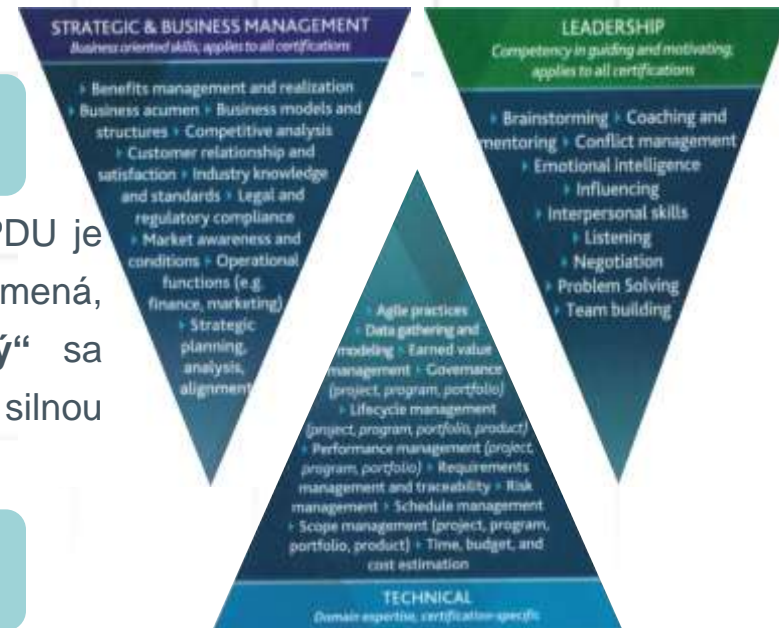 STRATEGIC & BUSINESS MANAGEMENT
Business oriented skills, applies to all certifications
▸ Benefits management and realization
▸ Business acumen ▸ Business models and
structures ▸ Competitive analysis
▸ Customer relationship and
satisfaction ▸ Industry knowledge
and standards ▸ Legal and
regulatory compliance
▸ Market awareness and
conditions ▸ Operational
functions (e.g.
finance, marketing)
▸ Strategic
planning,
analysis,
alignment
LEADERSHIP
Competency in guiding and motivating,
applies to all certifications
▸ Brainstorming ▸ Coaching and
mentoring ▸ Conflict management
▸ Emotional intelligence
▸ Influencing
▸ Interpersonal skills
▸ Listening
▸ Negotiation
▸ Problem Solving
▸ Team building
PDU je
mená,
ý“ sa
silnou
▸ Agile practices
▸ Data gathering and
modeling ▸ Earned value
management ▸ Governance
(project, program, portfolio)
▸ Lifecycle management
(project, program, portfolio, product)
▸ Performance management (project,
program, portfolio) ▸ Requirements
management and traceability ▸ Risk
management ▸ Schedule management
▸ Scope management (project, program,
portfolio, product) ▸ Time, budget, and
cost estimation
TECHNICAL
Domain expertise, certification-specific